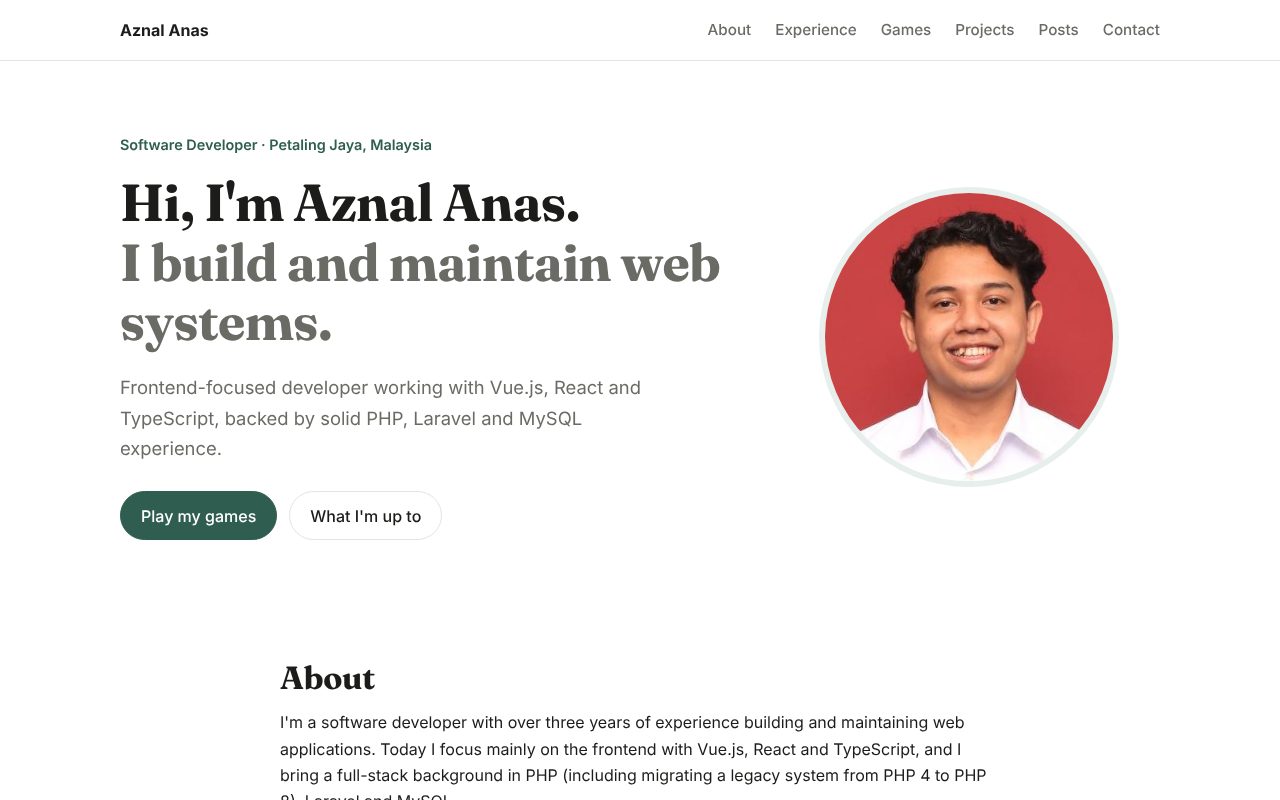 Aznal Anas
About Experience Games Projects Posts Contact
Software Developer · Petaling Jaya, Malaysia
Hi, I'm Aznal Anas.
I build and maintain web
systems.
Frontend-focused developer working with Vue.js, React and
TypeScript, backed by solid PHP, Laravel and MySQL
experience.
Play my games
What I'm up to
About
I'm a software developer with over three years of experience building and maintaining web
applications. Today I focus mainly on the frontend with Vue.js, React and TypeScript, and I
bring a full-stack background in PHP (including migrating a legacy system from PHP 4 to PHP
8), Laravel and MySQL.